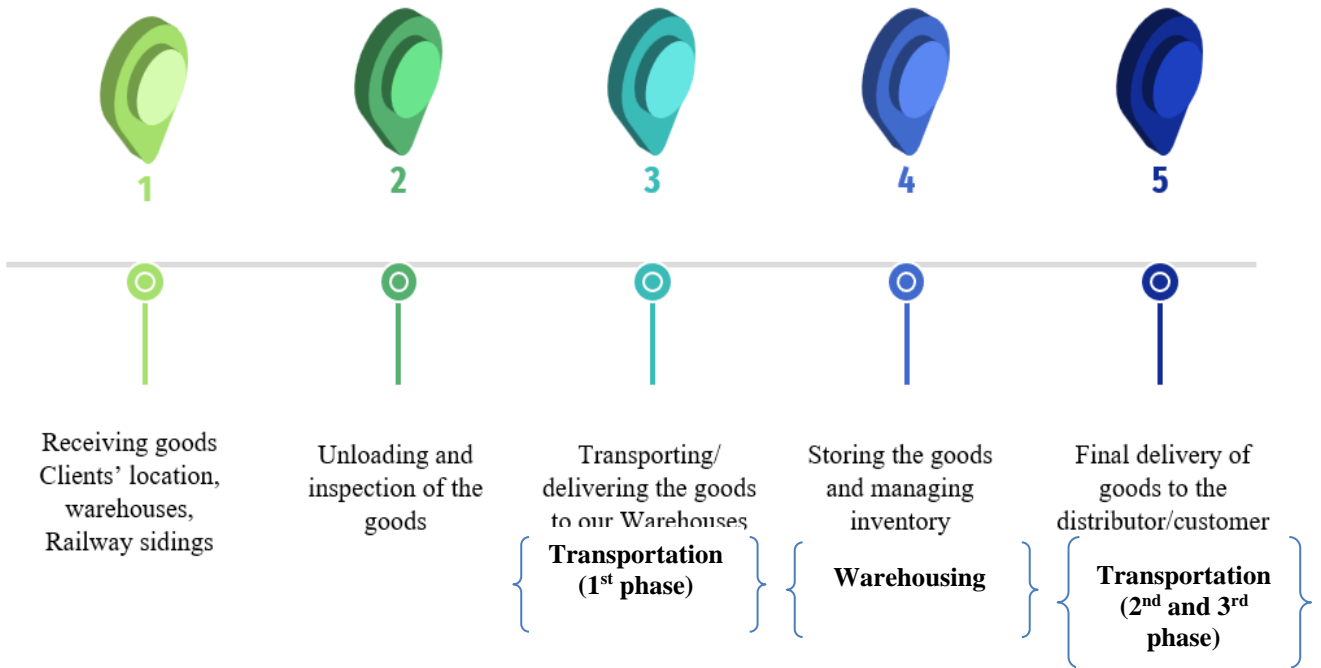 1
Receiving goods
Clients’ location,
warehouses,
Railway sidings
2
Unloading and
inspection of the
goods
3
Transporting/
delivering the goods
to our Warehouses
Transportation
(1st phase)
4
Storing the goods
and managing
inventory
Warehousing
5
Final delivery of
goods to the
distributor/customer
Transportation
(2nd and 3rd
phase)